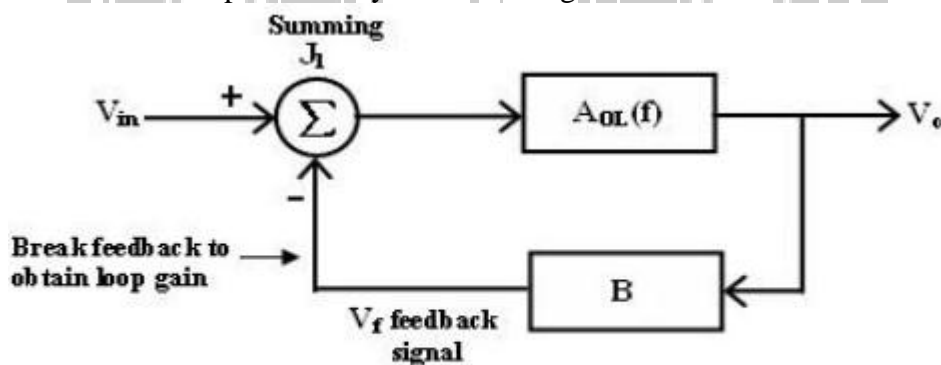 Summing
J1
Vin
+
Σ
AOL(f)
Vo
-
Break feedback to
obtain loop gain
B
Vf feedback
signal